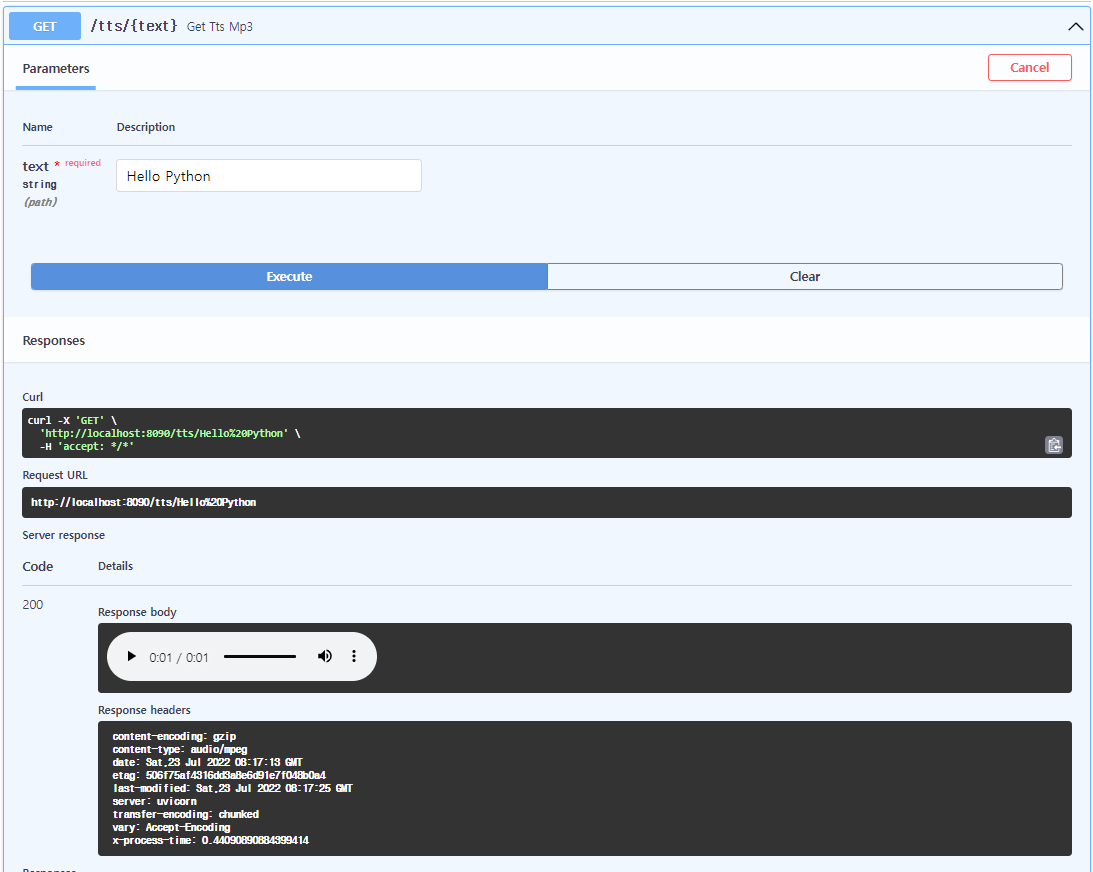 GET /tts/{text} Get Tts Mp3
Parameters
Cancel
Name Description
text * required
string
(path)
Hello Python
Execute Clear
Responses
Curl
curl -X 'GET' \
'http://localhost:8090/tts/Hello%20Python' \
-H 'accept: */*'
Request URL
http://localhost:8090/tts/Hello%20Python
Server response
Code Details
200
Response body
0:01 / 0:01
Response headers
content-encoding: gzip
content-type: audio/mpeg
date: Sat,23 Jul 2022 08:17:13 GMT
etag: 506f75af4316dd3a8e6d91e7f048b0a4
last-modified: Sat,23 Jul 2022 08:17:25 GMT
server: uvicorn
transfer-encoding: chunked
vary: Accept-Encoding
x-process-time: 0.44090890884399414
Responses